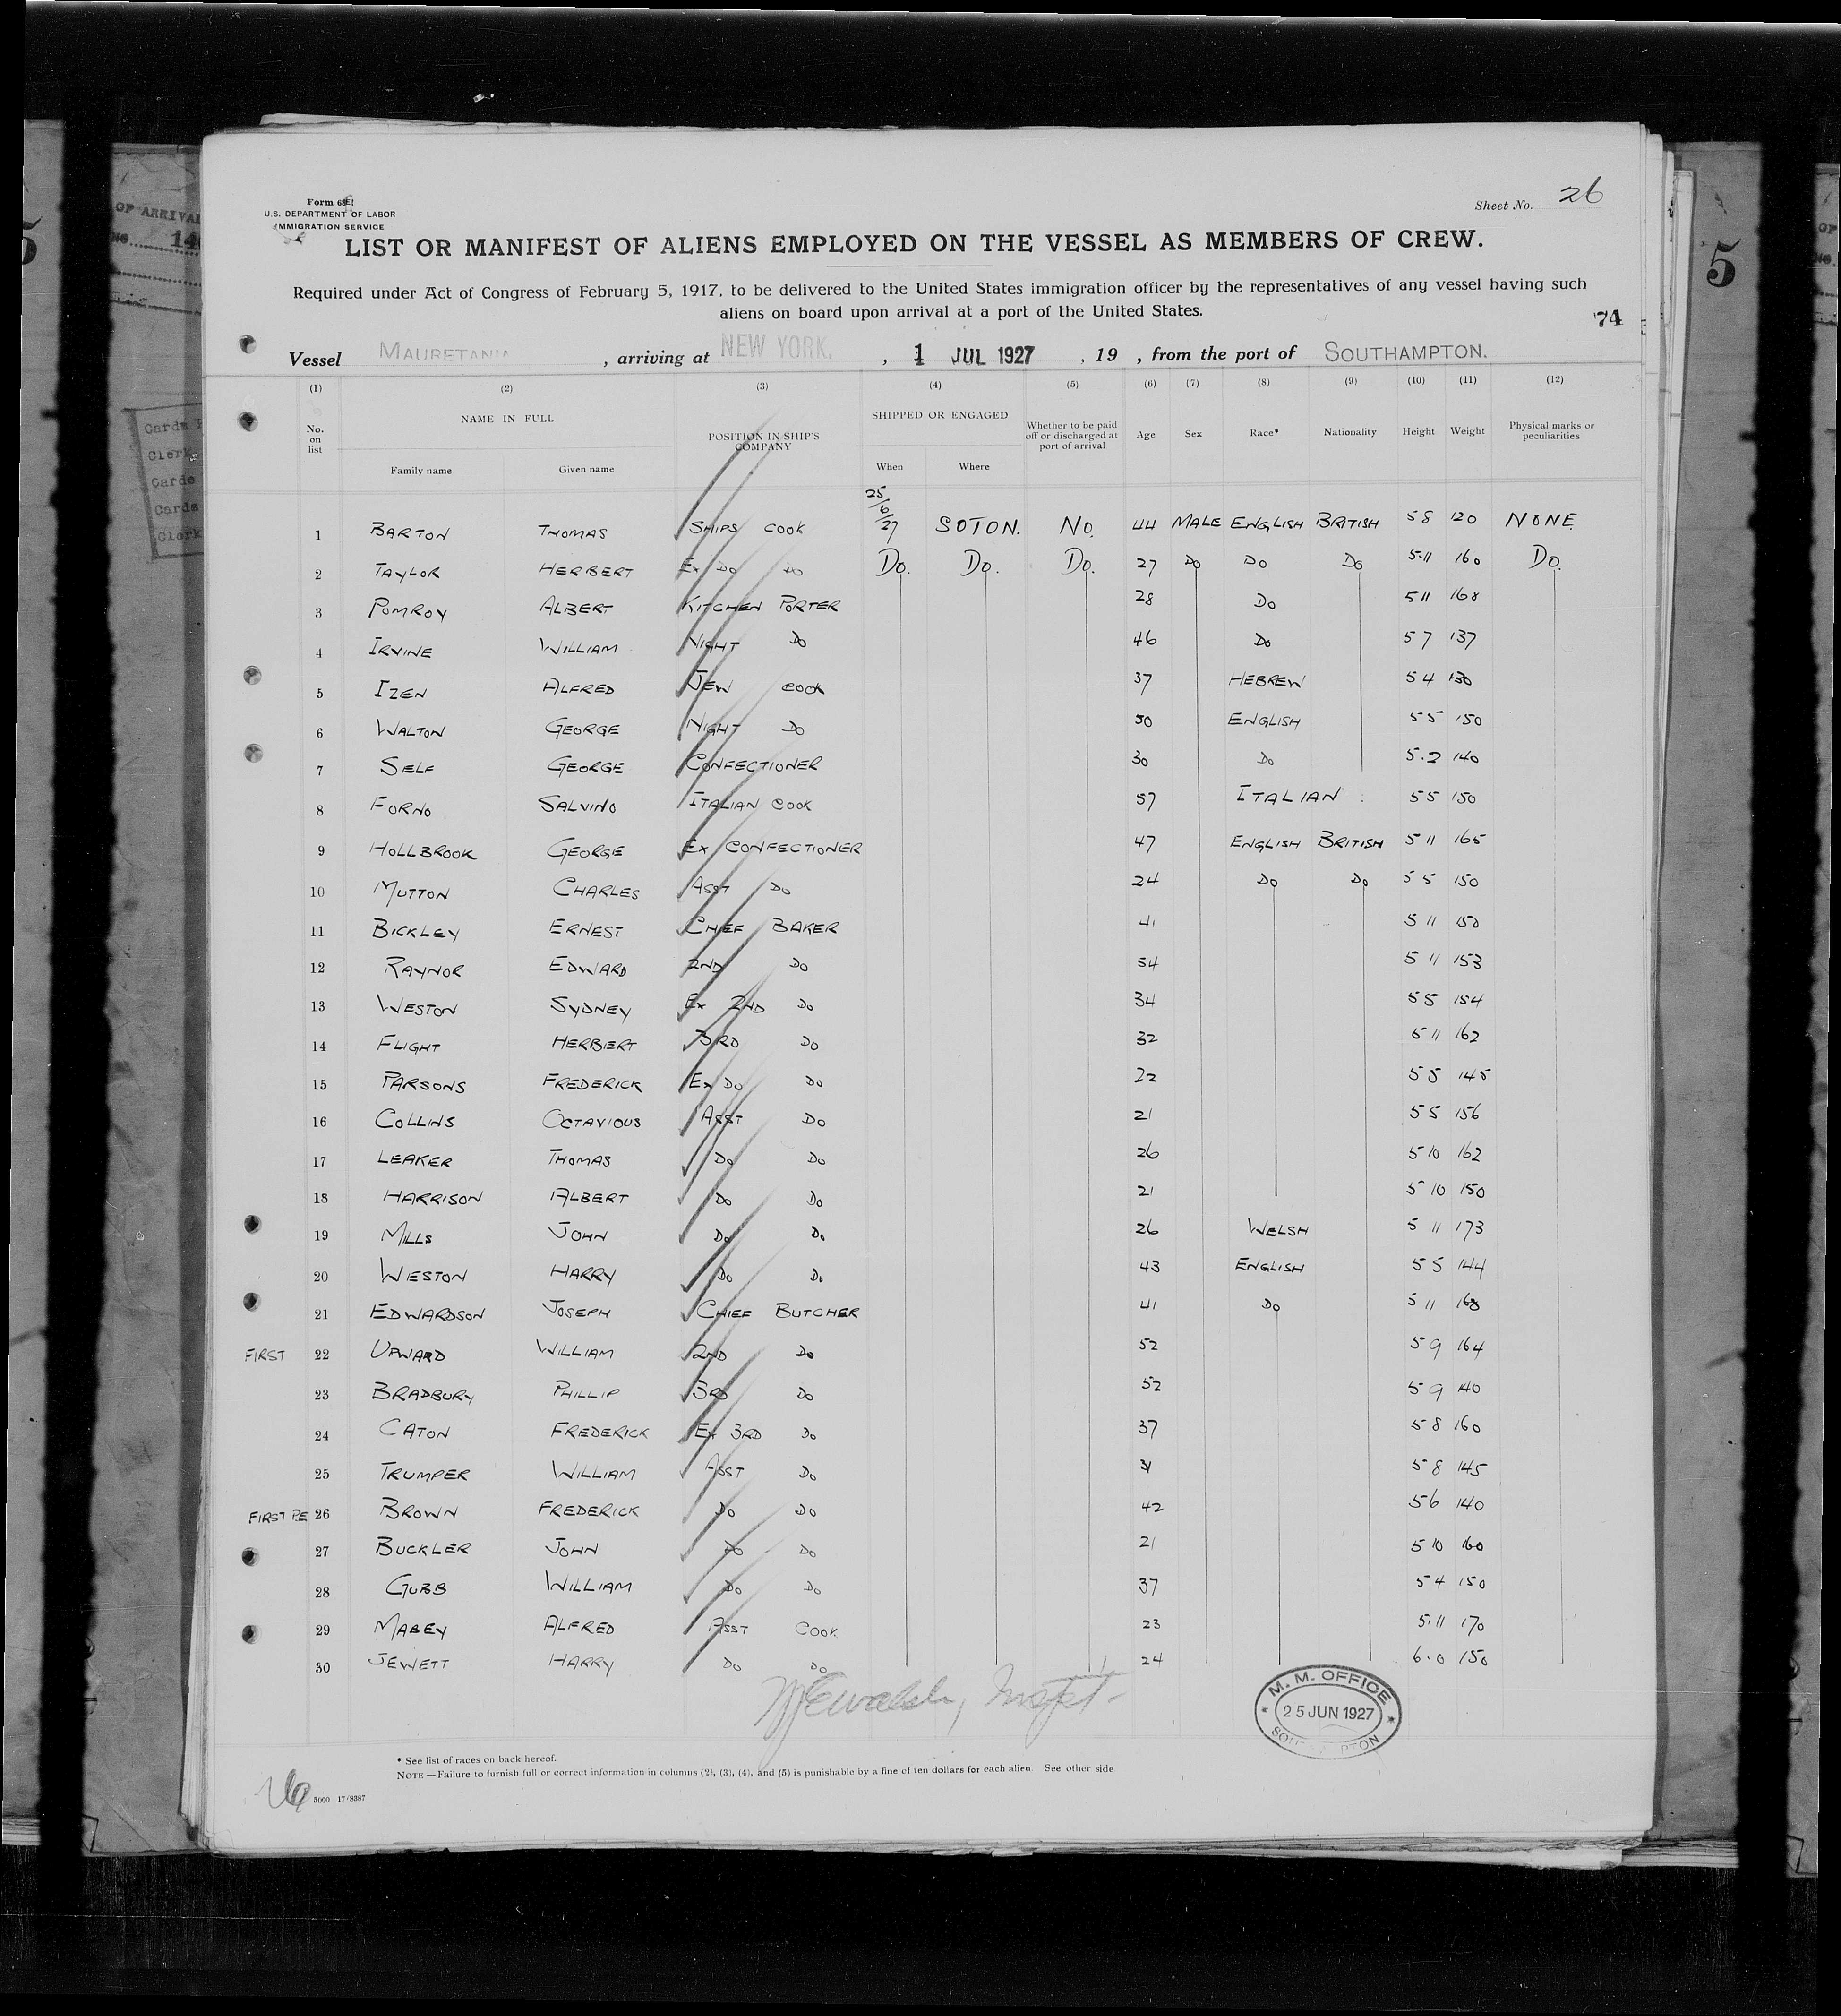 Form 689
U.S. DEPARTMENT OF LABOR
IMMIGRATION SERVICE
Sheet No. 26
LIST OR MANIFEST OF ALIENS EMPLOYED ON THE VESSEL AS MEMBERS OF CREW.
Required under Act of Congress of February 5, 1917, to be delivered to the United States immigration officer by the representatives of any vessel having such
aliens on board upon arrival at a port of the United States.
74
Vessel MAURETANIA, arriving at NEW YORK, 1 JUL 1927, 19 , from the port of SOUTHAMPTON.
(1) (2) (3) (4) (5) (6) (7) (8) (9) (10) (11) (12)
No. on list NAME IN FULL POSITION IN SHIP'S COMPANY SHIPPED OR ENGAGED Whether to be paid off or discharged at port of arrival Age Sex Race* Nationality Height Weight Physical marks or peculiarities
Family name Given name When Where
1 BARTON THOMAS SHIPS COOK 25/6/27 SOTON. NO. 44 MALE ENGLISH BRITISH 5 8 120 NONE.
2 TAYLOR HERBERT EX DO DO DO. DO. DO. 27 DO DO DO 5.11 160 DO.
3 POMROY ALBERT KITCHEN PORTER 28 DO 5 11 168
4 IRVINE WILLIAM NIGHT DO 46 DO 5 7 137
5 IZEN ALFRED JEW COOK 37 HEBREW 5 4 130
6 WALTON GEORGE NIGHT DO 50 ENGLISH 5 5 150
7 SELF GEORGE CONFECTIONER 30 DO 5.2 140
8 FORNO SALVINO ITALIAN COOK 57 ITALIAN 5 5 150
9 HOLLBROOK GEORGE EX CONFECTIONER 47 ENGLISH BRITISH 5 11 165
10 MUTTON CHARLES ASST DO 24 DO DO 5 5 150
11 BICKLEY ERNEST CHIEF BAKER 41 5 11 150
12 RAYNOR EDWARD 2ND DO 54 5 11 153
13 WESTON SYDNEY EX 2ND DO 34 5 5 154
14 FLIGHT HERBERT 3RD DO 32 5 11 162
15 PARSONS FREDERICK EX DO DO 22 5 5 145
16 COLLINS OCTAVIOUS ASST DO 21 5 5 156
17 LEAKER THOMAS DO DO 26 5 10 162
18 HARRISON ALBERT DO DO 21 5 10 150
19 MILLS JOHN DO DO 26 WELSH 5 11 173
20 WESTON HARRY DO DO 43 ENGLISH 5 5 144
21 EDWARDSON JOSEPH CHIEF BUTCHER 41 DO 5 11 168
FIRST 22 UPWARD WILLIAM 2ND DO 52 5 9 164
23 BRADBURY PHILLIP 3RD DO 52 5 9 140
24 CATON FREDERICK EX 3RD DO 37 5 8 160
25 TRUMPER WILLIAM ASST DO 31 5 8 145
FIRST P.E 26 BROWN FREDERICK DO DO 42 5 6 140
27 BUCKLER JOHN DO DO 21 5 10 160
28 GUBB WILLIAM DO DO 37 5 4 150
29 MABEY ALFRED ASST COOK 23 5.11 170
30 JEWETT HARRY DO DO 24 6.0 150
M. M. OFFICE
25 JUN 1927
* See list of races on back hereof.
NOTE—Failure to furnish full or correct information in columns (2), (3), (4), and (5) is punishable by a fine of ten dollars for each alien. See other side
5000 17/8387
OF ARRIVAL
No. 14
5
Cards
Clerk
Cards
Cards
Clerk
5